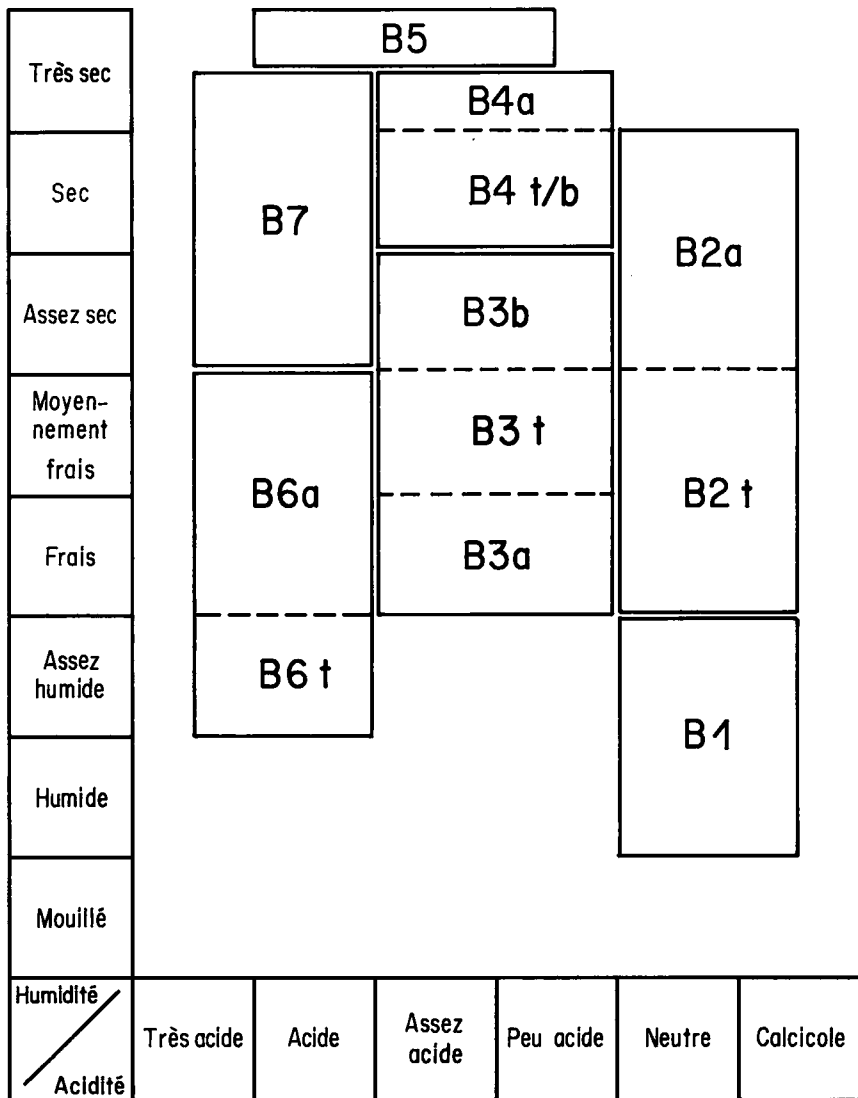 B5
Très sec
B4a
Sec
B4 t/b
B7
B2a
Assez sec
B3b
Moyen-
nement
frais
B3 t
B6a
B2 t
Frais
B3a
Assez
humide
B6 t
B1
Humide
Mouillé
Humidité
Acidité
Très acide
Acide
Assez
acide
Peu acide
Neutre
Calcicole